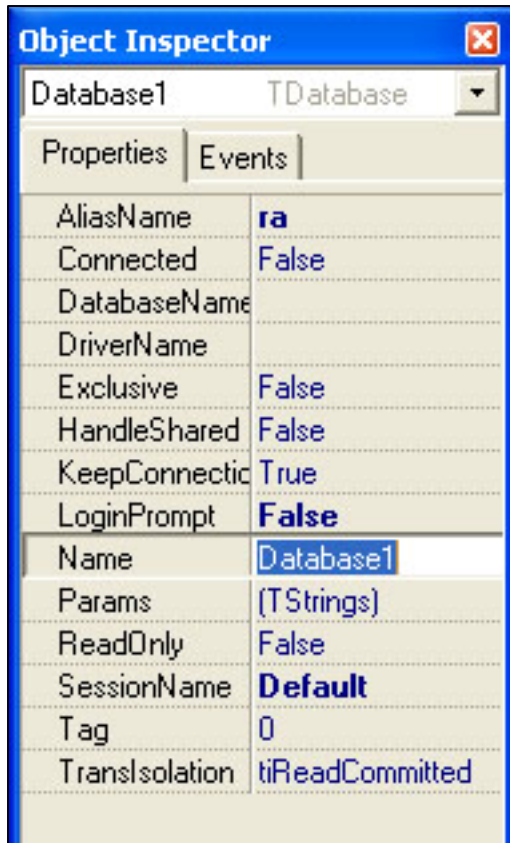 Object Inspector
Database1 TDatabase
Properties Events
AliasName ra
Connected False
DatabaseName
DriverName
Exclusive False
HandleShared False
KeepConnectic True
LoginPrompt False
Name Database1
Params (TStrings)
ReadOnly False
SessionName Default
Tag 0
TransIsolation tiReadCommitted